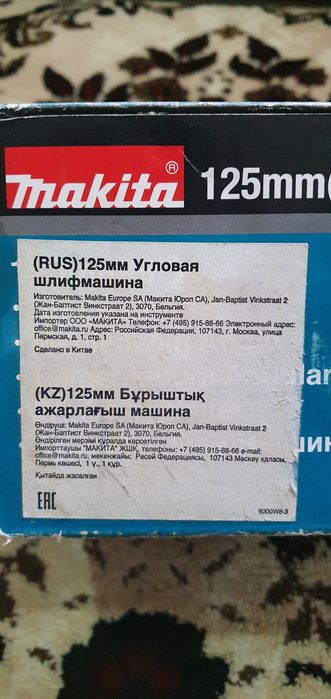 makita® 125mm(
(RUS)125мм Угловая
шлифмашина
Изготовитель: Makita Europe SA (Макита Юроп СА), Jan-Baptist Vinkstraat 2
(Жан-Баптист Винкстраат 2), 3070, Бельгия.
Дата изготовления указана на инструменте
Импортер ООО «МАКИТА» Телефон: +7 (495) 915-88-66 Электронный адрес:
office@makita.ru Адрес: Российская Федерация, 107143, г. Москва, улица
Пермская, д. 1, стр. 1
Сделано в Китае
(KZ)125мм Бұрыштық
ажарлағыш машина
Өндіруші: Makita Europe SA (Макита Юроп СА), Jan-Baptist Vinkstraat 2
(Жан-Баптист Винкстраат 2), 3070, Бельгия.
Өндірілген мерзімі құралда көрсетілген
Импорттаушы "МАКИТА" ЖШҚ, телефоны: +7 (495) 915-88-66 e-mail:
office@makita.ru, мекенжайы: Ресей Федерациясы, 107143 Мәскеу қаласы,
Пермь көшесі, 1 ү., 1 құр.
Қытайда жасалған
EAC
9000W8-3
lar
шин